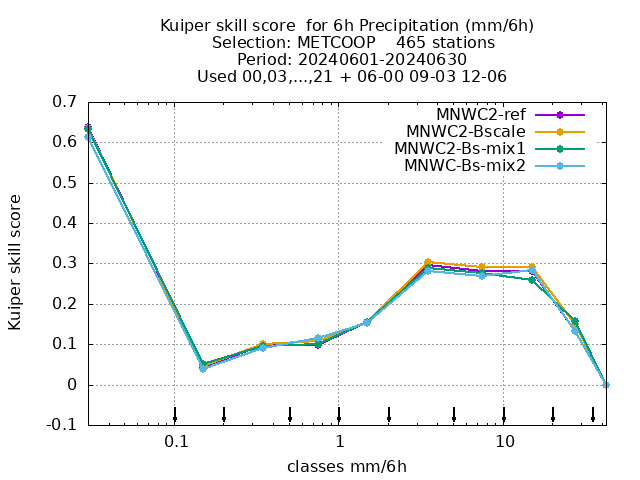 Kuiper skill score  for 6h Precipitation (mm/6h)
Selection: METCOOP    465 stations
Period: 20240601-20240630
Used 00,03,...,21 + 06-00 09-03 12-06
MNWC2-ref
MNWC2-Bscale
MNWC2-Bs-mix1
MNWC-Bs-mix2
0.7
0.6
0.5
0.4
0.3
0.2
0.1
0
-0.1
Kuiper skill score
0.1 1 10
classes mm/6h